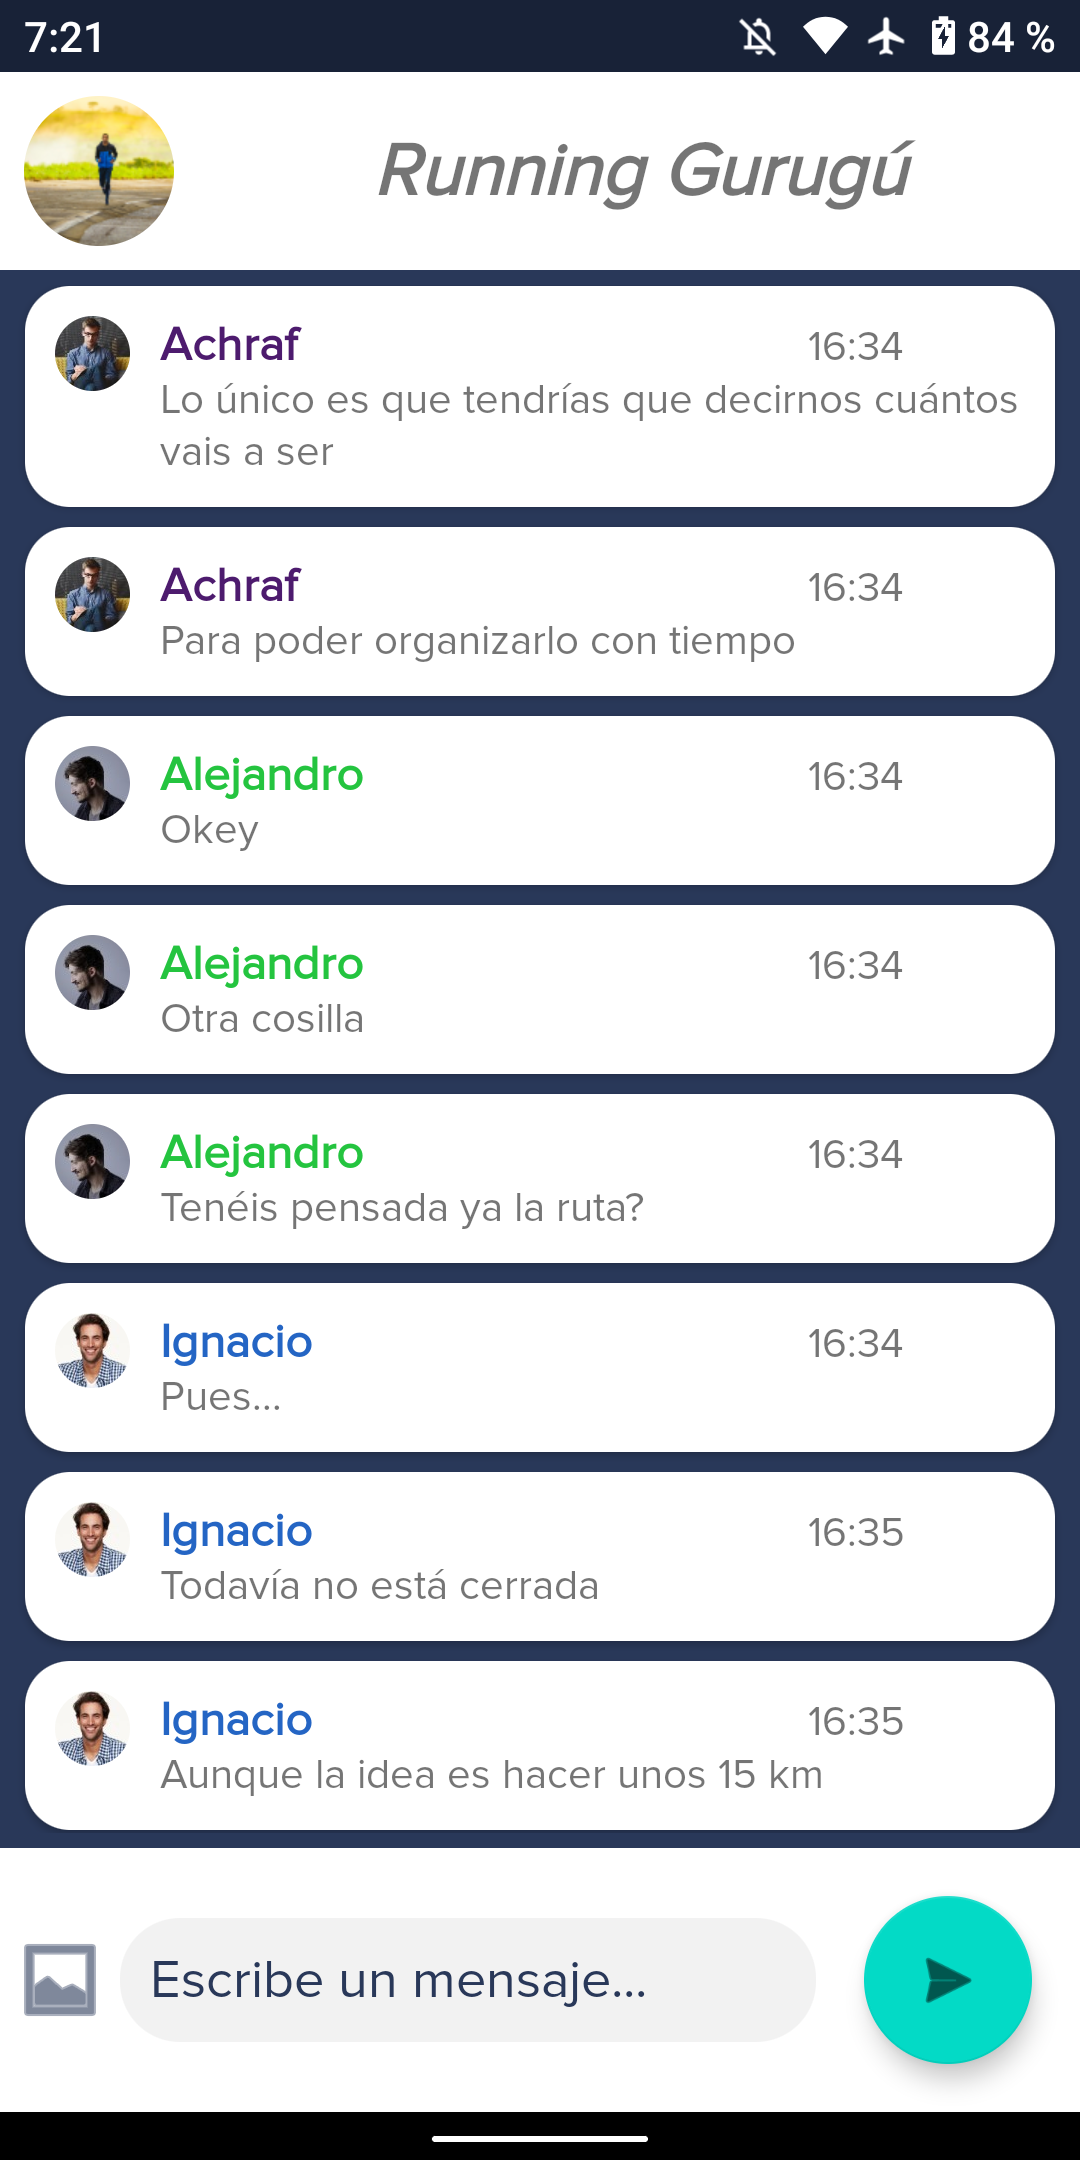 7:21
84 %
Running Gurugú
Achraf
16:34
Lo único es que tendrías que decirnos cuántos
vais a ser
Achraf
16:34
Para poder organizarlo con tiempo
Alejandro
16:34
Okey
Alejandro
16:34
Otra cosilla
Alejandro
16:34
Tenéis pensada ya la ruta?
Ignacio
16:34
Pues...
Ignacio
16:35
Todavía no está cerrada
Ignacio
16:35
Aunque la idea es hacer unos 15 km
Escribe un mensaje...